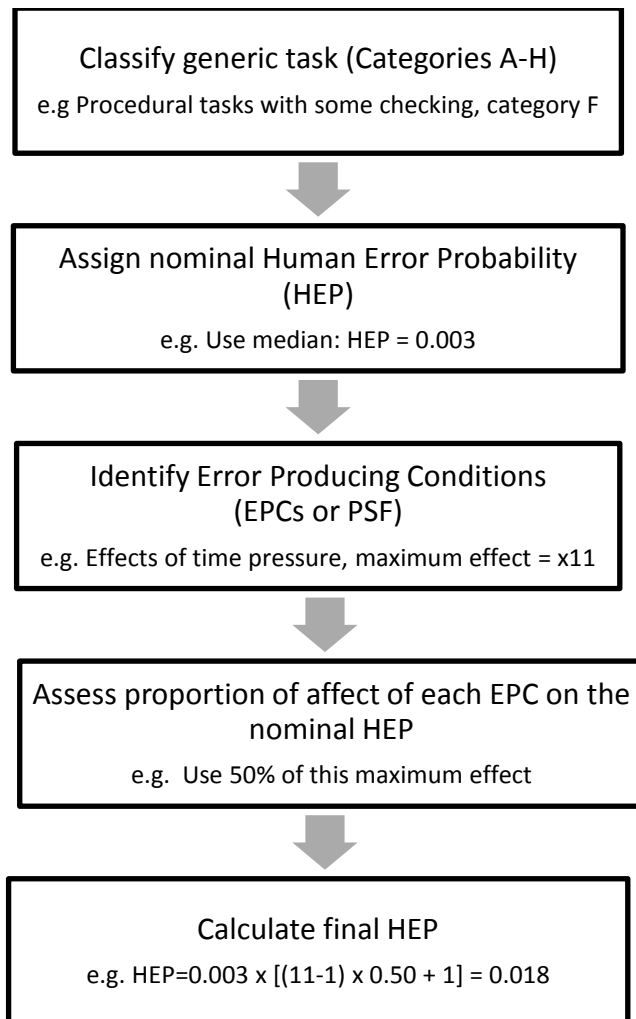 Classify generic task (Categories A-H)
e.g Procedural tasks with some checking, category F
Assign nominal Human Error Probability
(HEP)
e.g. Use median: HEP = 0.003
Identify Error Producing Conditions
(EPCs or PSF)
e.g. Effects of time pressure, maximum effect = x11
Assess proportion of affect of each EPC on the
nominal HEP
e.g.  Use 50% of this maximum effect
Calculate final HEP
e.g. HEP=0.003 x [(11-1) x 0.50 + 1] = 0.018